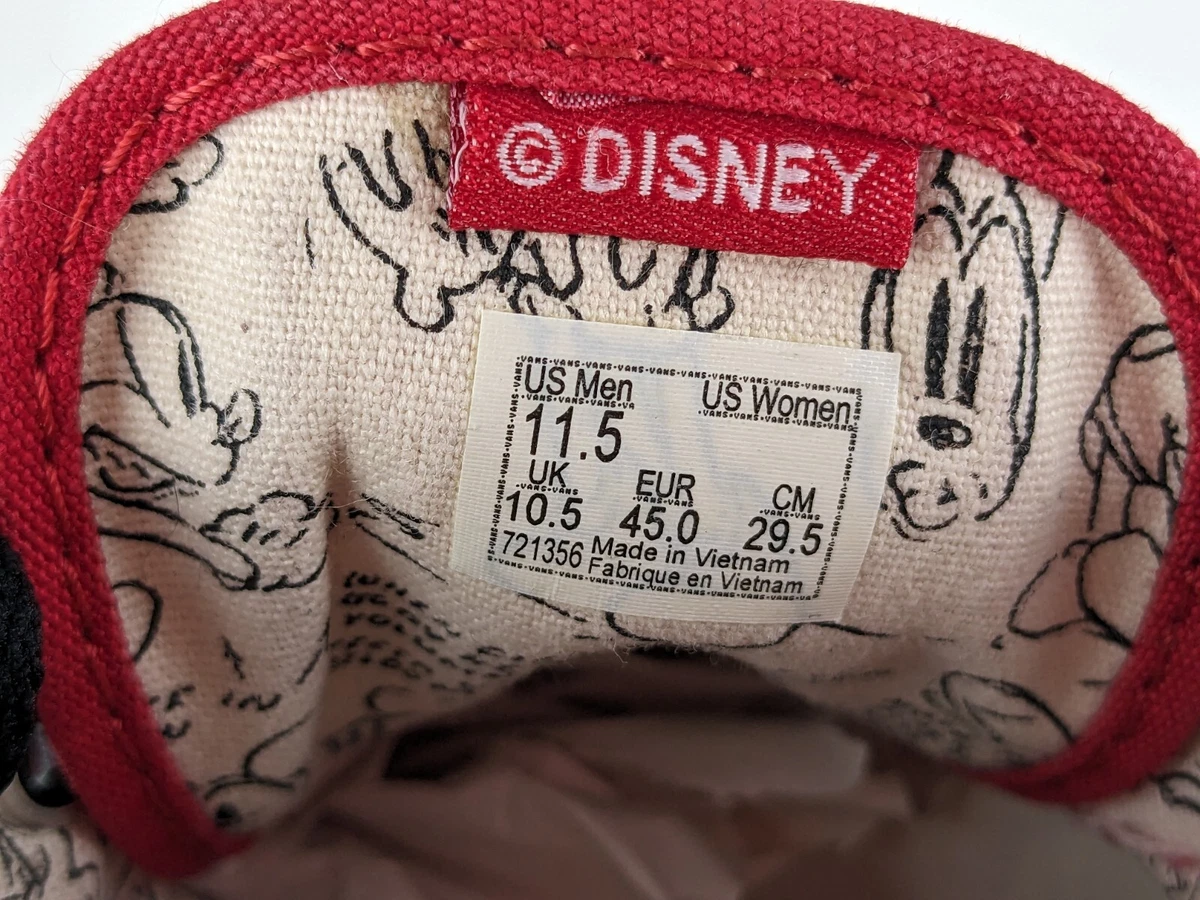 © DISNEY
US Men US Women
11.5
UK EUR CM
10.5 45.0 29.5
721356 Made in Vietnam
Fabrique en Vietnam